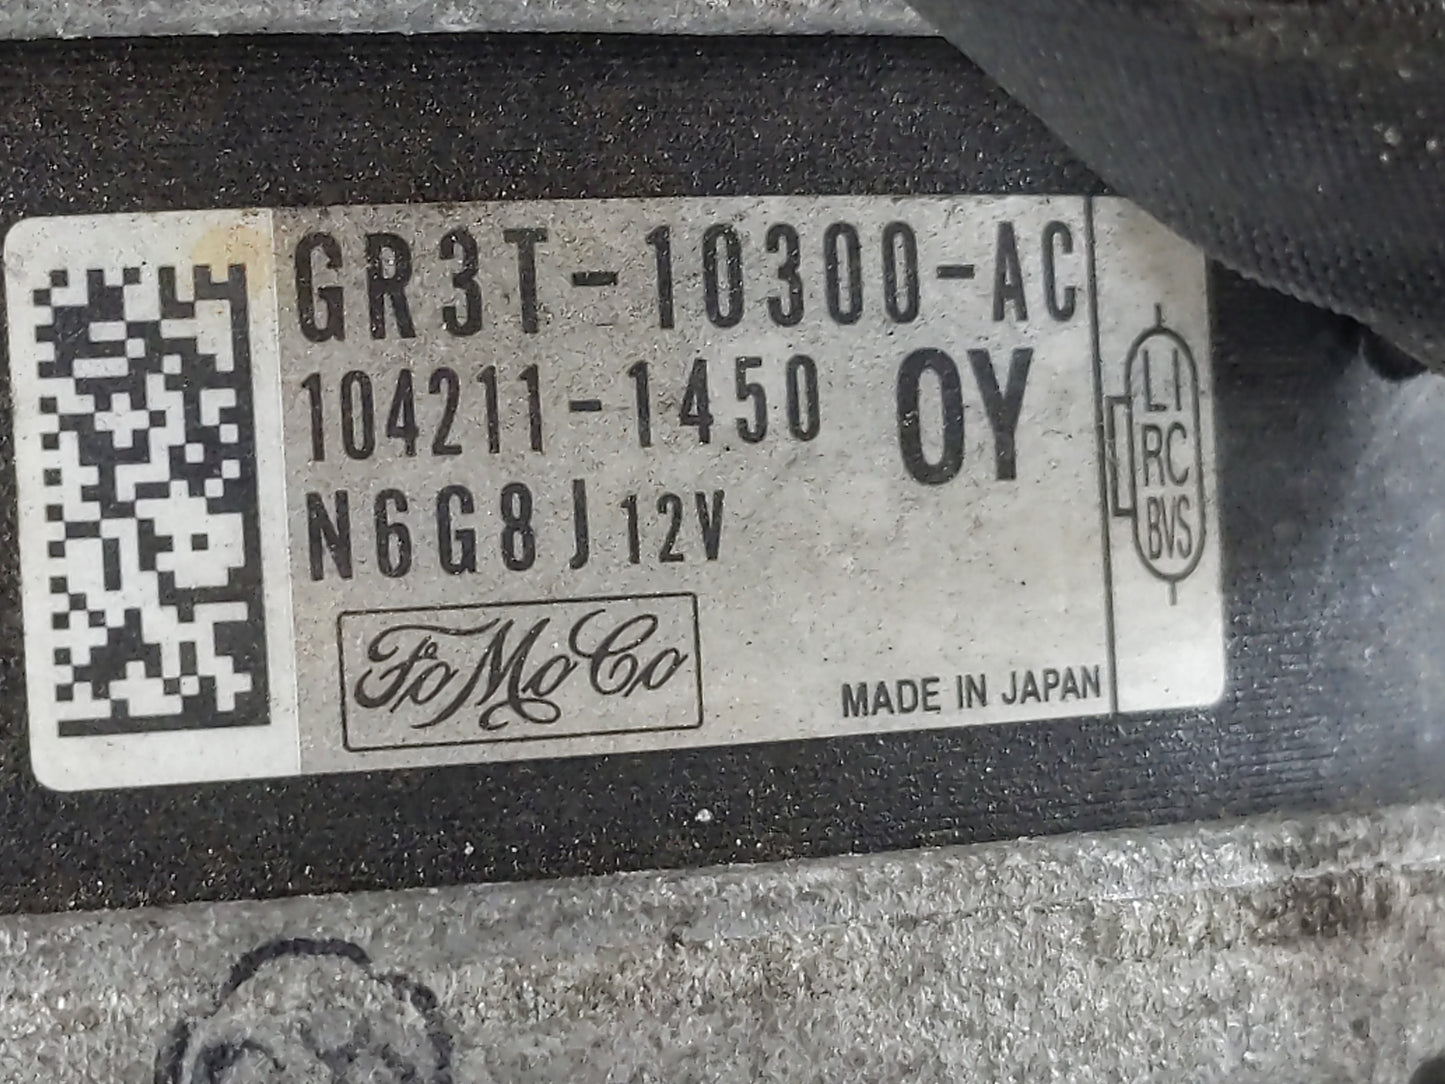 GR3T-10300-AC
104211-1450 OY
N6G8J 12V
FoMoCo
MADE IN JAPAN
LI
RC
BVS